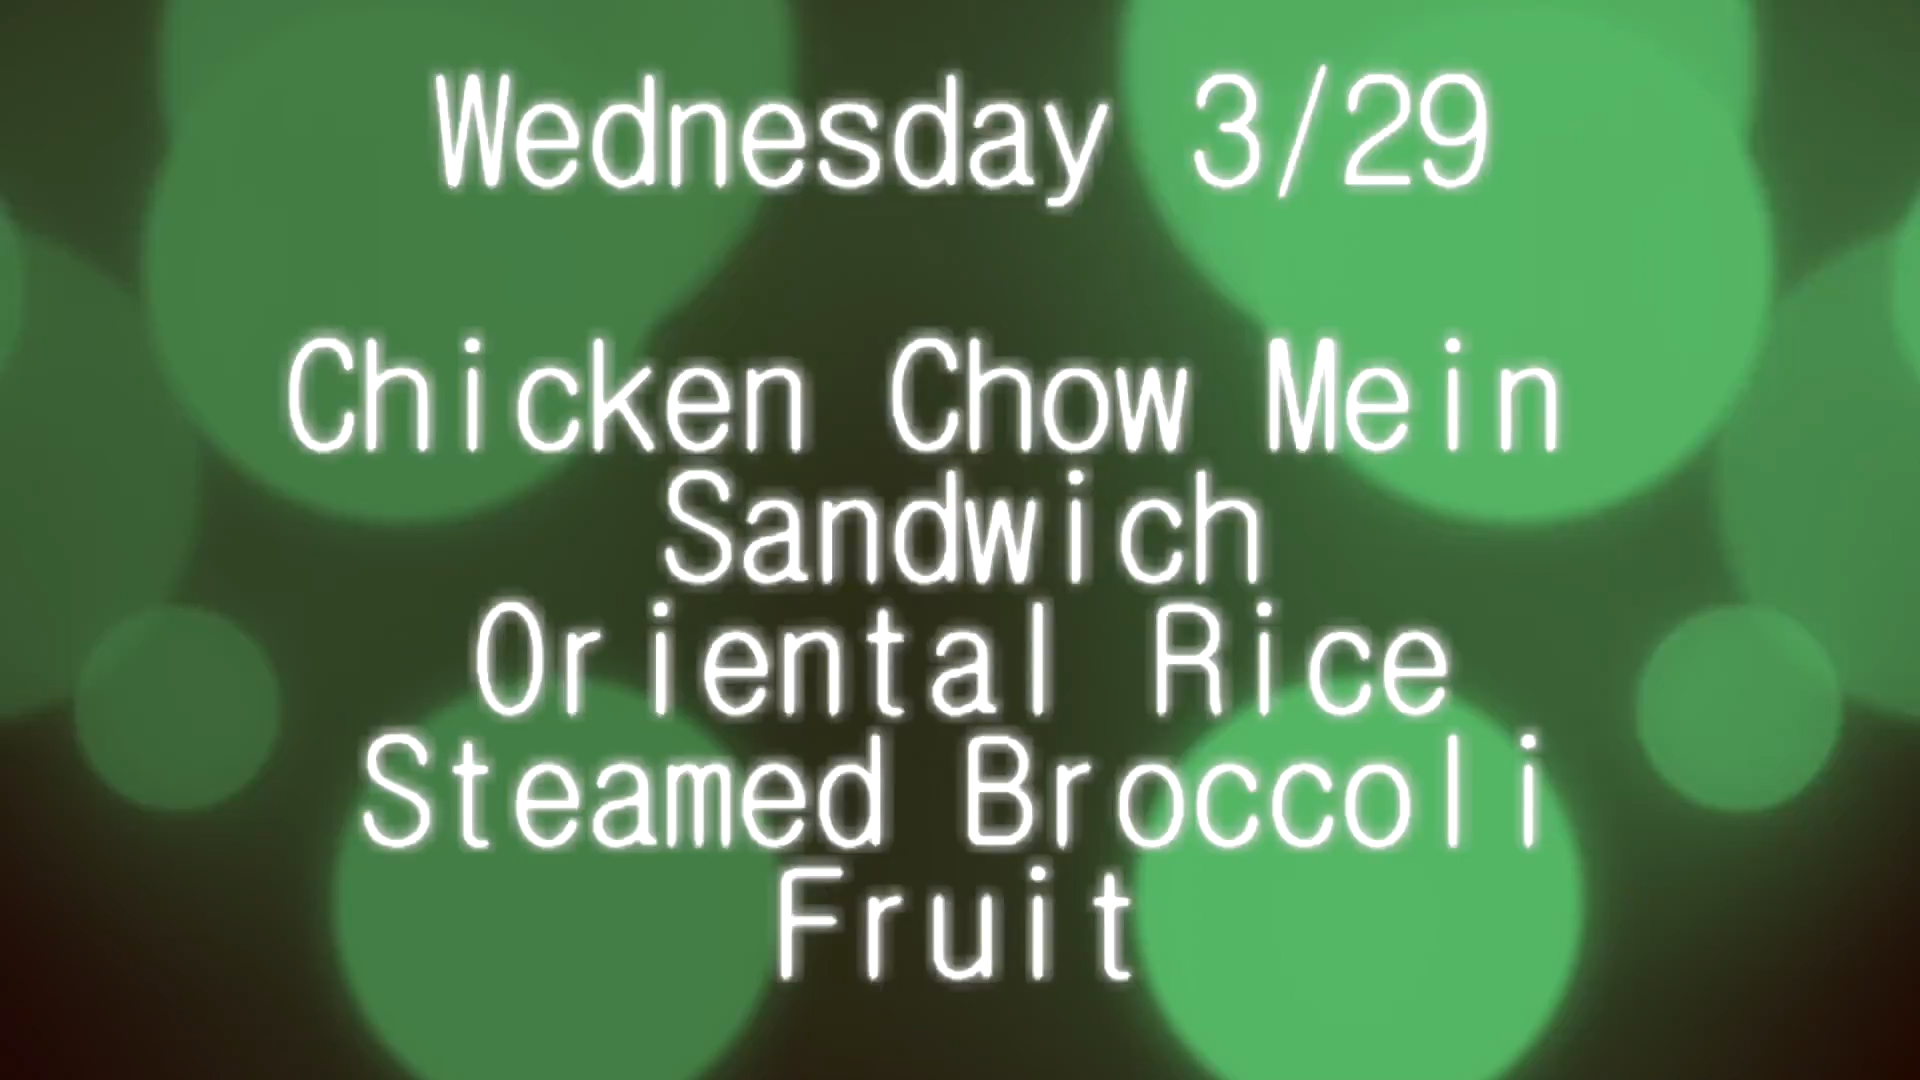 Wednesday 3/29
Chicken Chow Mein
Sandwich
Oriental Rice
Steamed Broccoli
Fruit